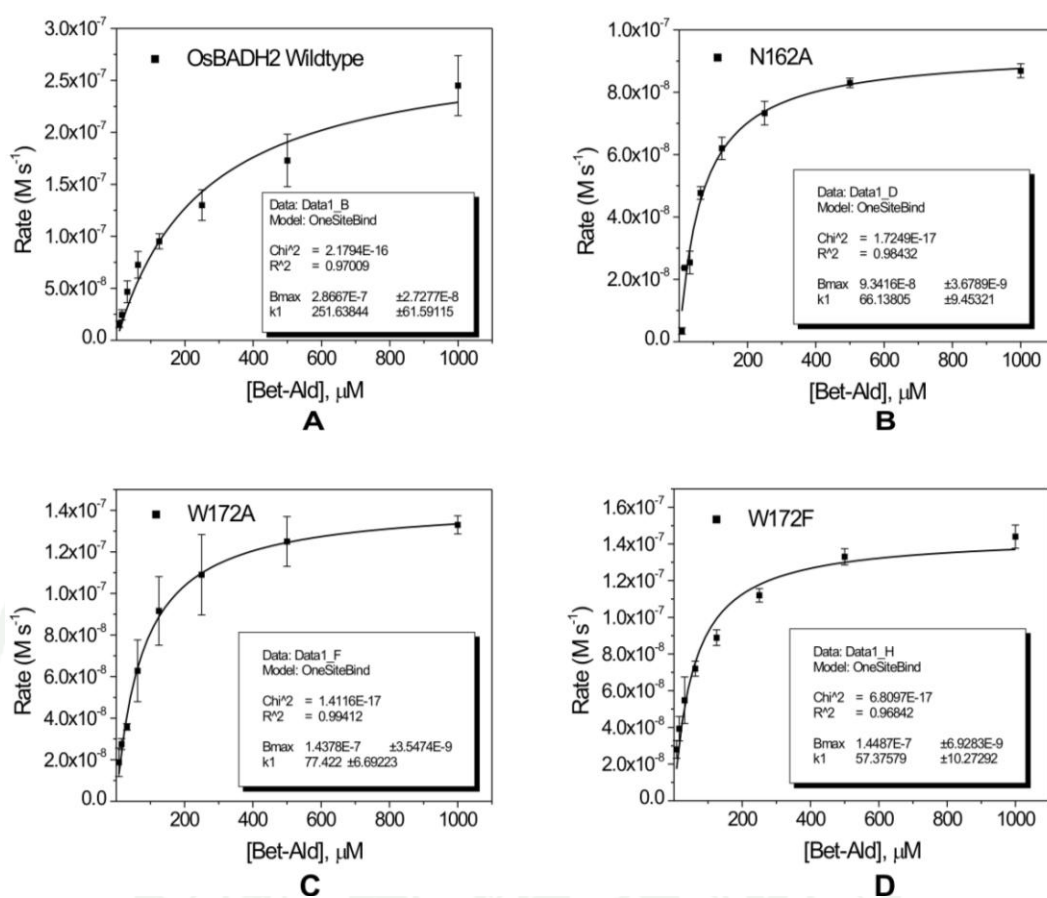 3.0x10⁻⁷
2.5x10⁻⁷
2.0x10⁻⁷
1.5x10⁻⁷
1.0x10⁻⁷
5.0x10⁻⁸
0.0
Rate (M s⁻¹)
OsBADH2 Wildtype
Data: Data1_B
Model: OneSiteBind
Chi^2 = 2.1794E-16
R^2 = 0.97009
Bmax 2.8667E-7 ±2.7277E-8
k1 251.63844 ±61.59115
200 400 600 800 1000
[Bet-Ald], μM
A
1.0x10⁻⁷
8.0x10⁻⁸
6.0x10⁻⁸
4.0x10⁻⁸
2.0x10⁻⁸
0.0
Rate (M s⁻¹)
N162A
Data: Data1_D
Model: OneSiteBind
Chi^2 = 1.7249E-17
R^2 = 0.98432
Bmax 9.3416E-8 ±3.6789E-9
k1 66.13805 ±9.45321
200 400 600 800 1000
[Bet-Ald], μM
B
1.4x10⁻⁷
1.2x10⁻⁷
1.0x10⁻⁷
8.0x10⁻⁸
6.0x10⁻⁸
4.0x10⁻⁸
2.0x10⁻⁸
0.0
Rate (M s⁻¹)
W172A
Data: Data1_F
Model: OneSiteBind
Chi^2 = 1.4116E-17
R^2 = 0.99412
Bmax 1.4378E-7 ±3.5474E-9
k1 77.422 ±6.69223
200 400 600 800 1000
[Bet-Ald], μM
C
1.6x10⁻⁷
1.4x10⁻⁷
1.2x10⁻⁷
1.0x10⁻⁷
8.0x10⁻⁸
6.0x10⁻⁸
4.0x10⁻⁸
2.0x10⁻⁸
0.0
Rate (M s⁻¹)
W172F
Data: Data1_H
Model: OneSiteBind
Chi^2 = 6.8097E-17
R^2 = 0.96842
Bmax 1.4487E-7 ±6.9283E-9
k1 57.37579 ±10.27292
200 400 600 800 1000
[Bet-Ald], μM
D